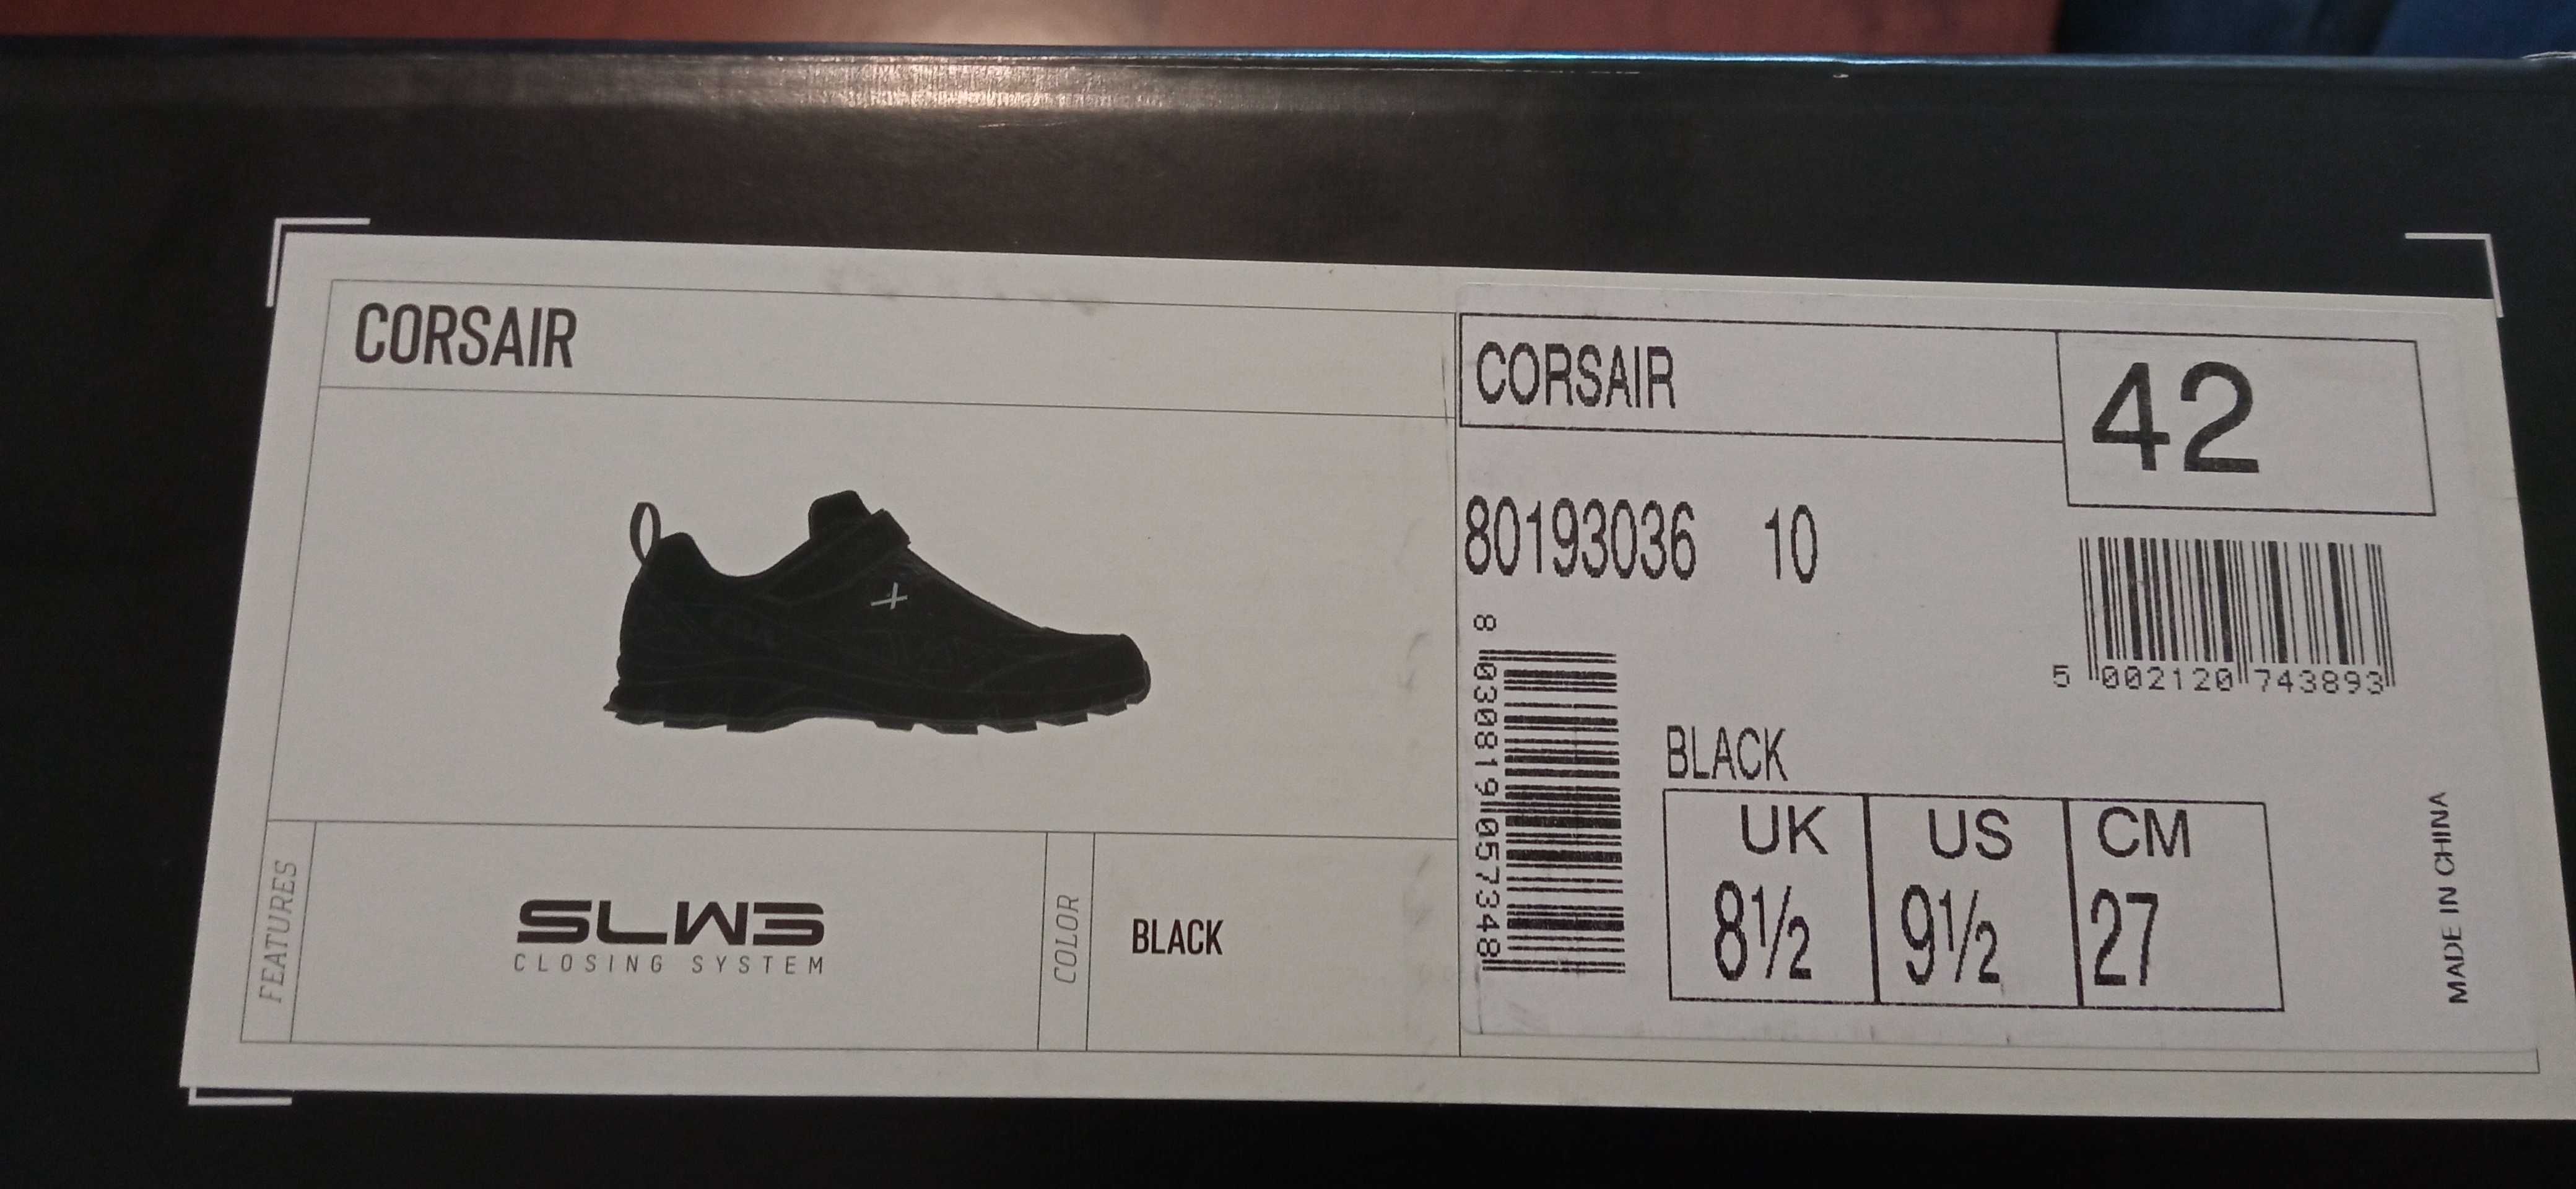 CORSAIR
FEATURES
SLW3
CLOSING SYSTEM
COLOR
BLACK
CORSAIR
42
80193036 10
5 002120 743893
8 030819 057348
BLACK
UK US CM
8½ 9½ 27
MADE IN CHINA